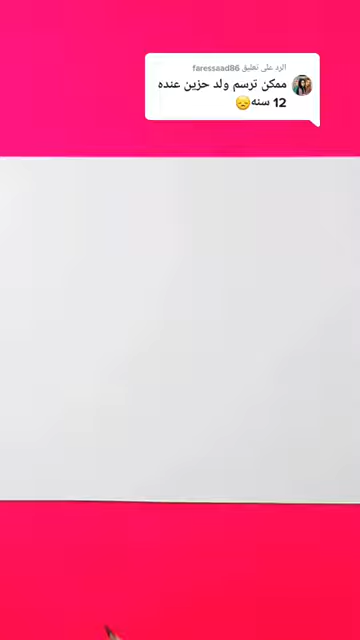 الرد على تعليق faressaad86
ممكن ترسم ولد حزين عنده
12 سنه😞